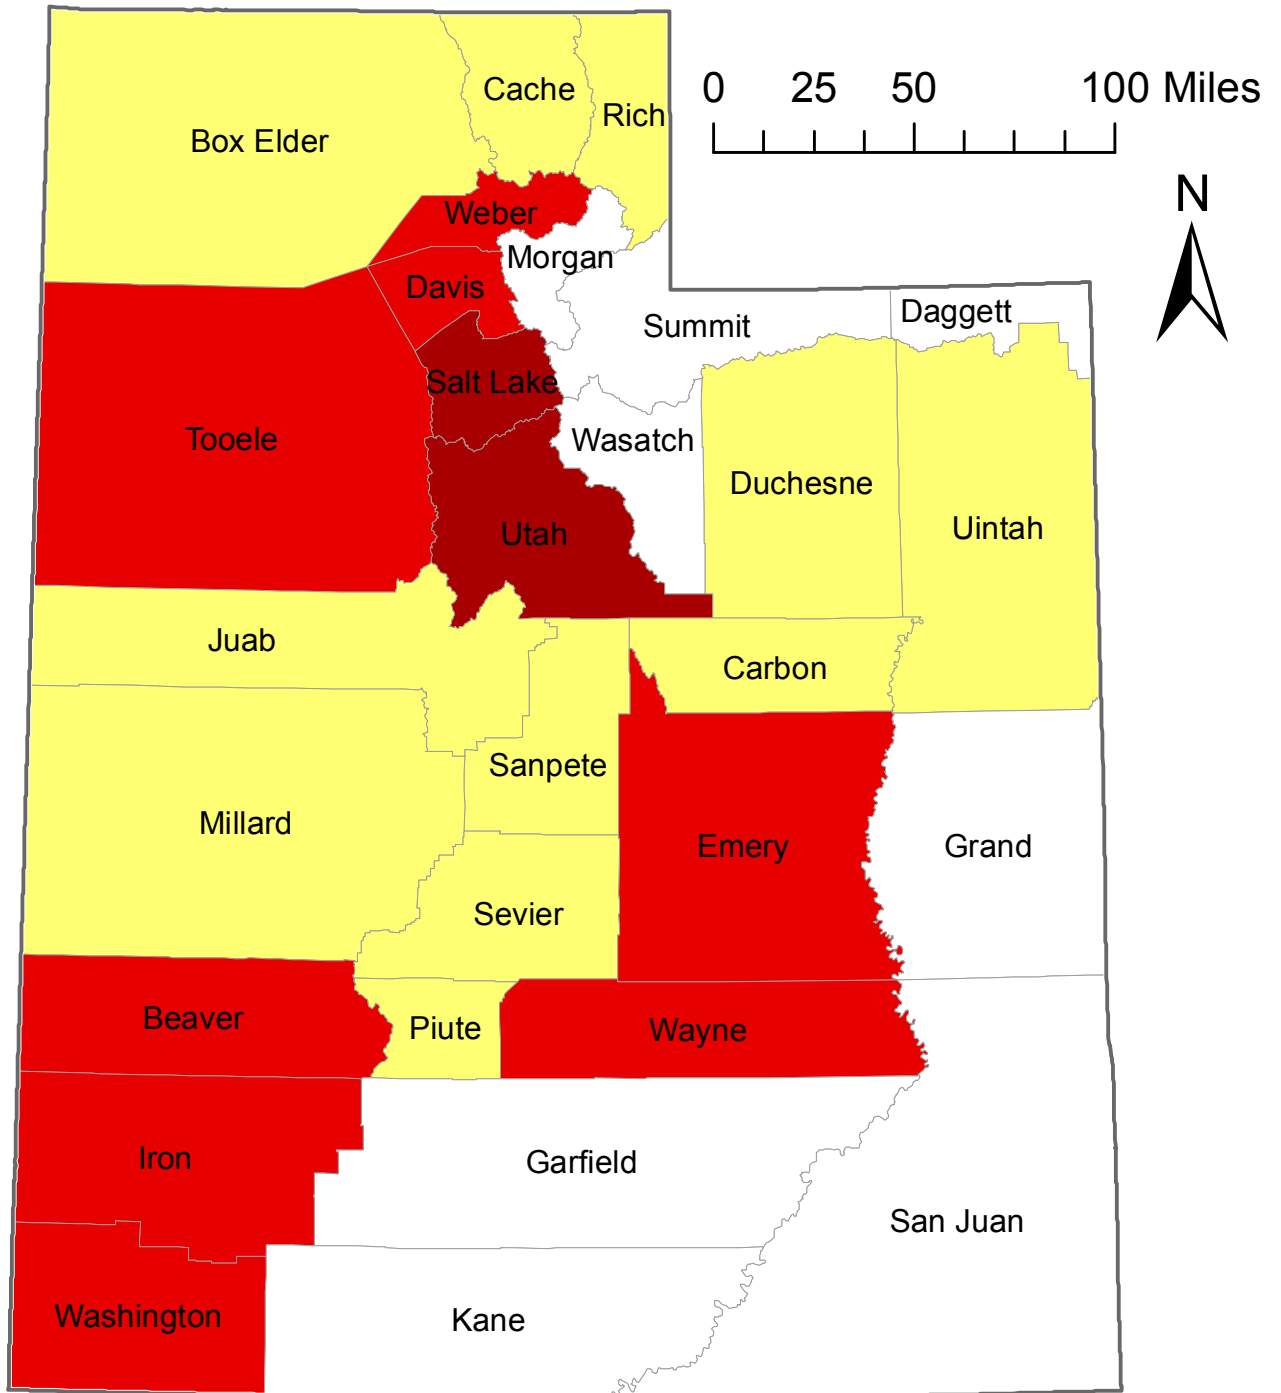 0 25 50 100 Miles
Cache
Rich
Box Elder
N
Weber
Morgan
Davis
Daggett
Summit
Salt Lake
Tooele
Wasatch
Duchesne
Uintah
Utah
Juab
Carbon
Sanpete
Millard
Emery
Grand
Sevier
Beaver
Piute
Wayne
Iron
Garfield
San Juan
Washington
Kane